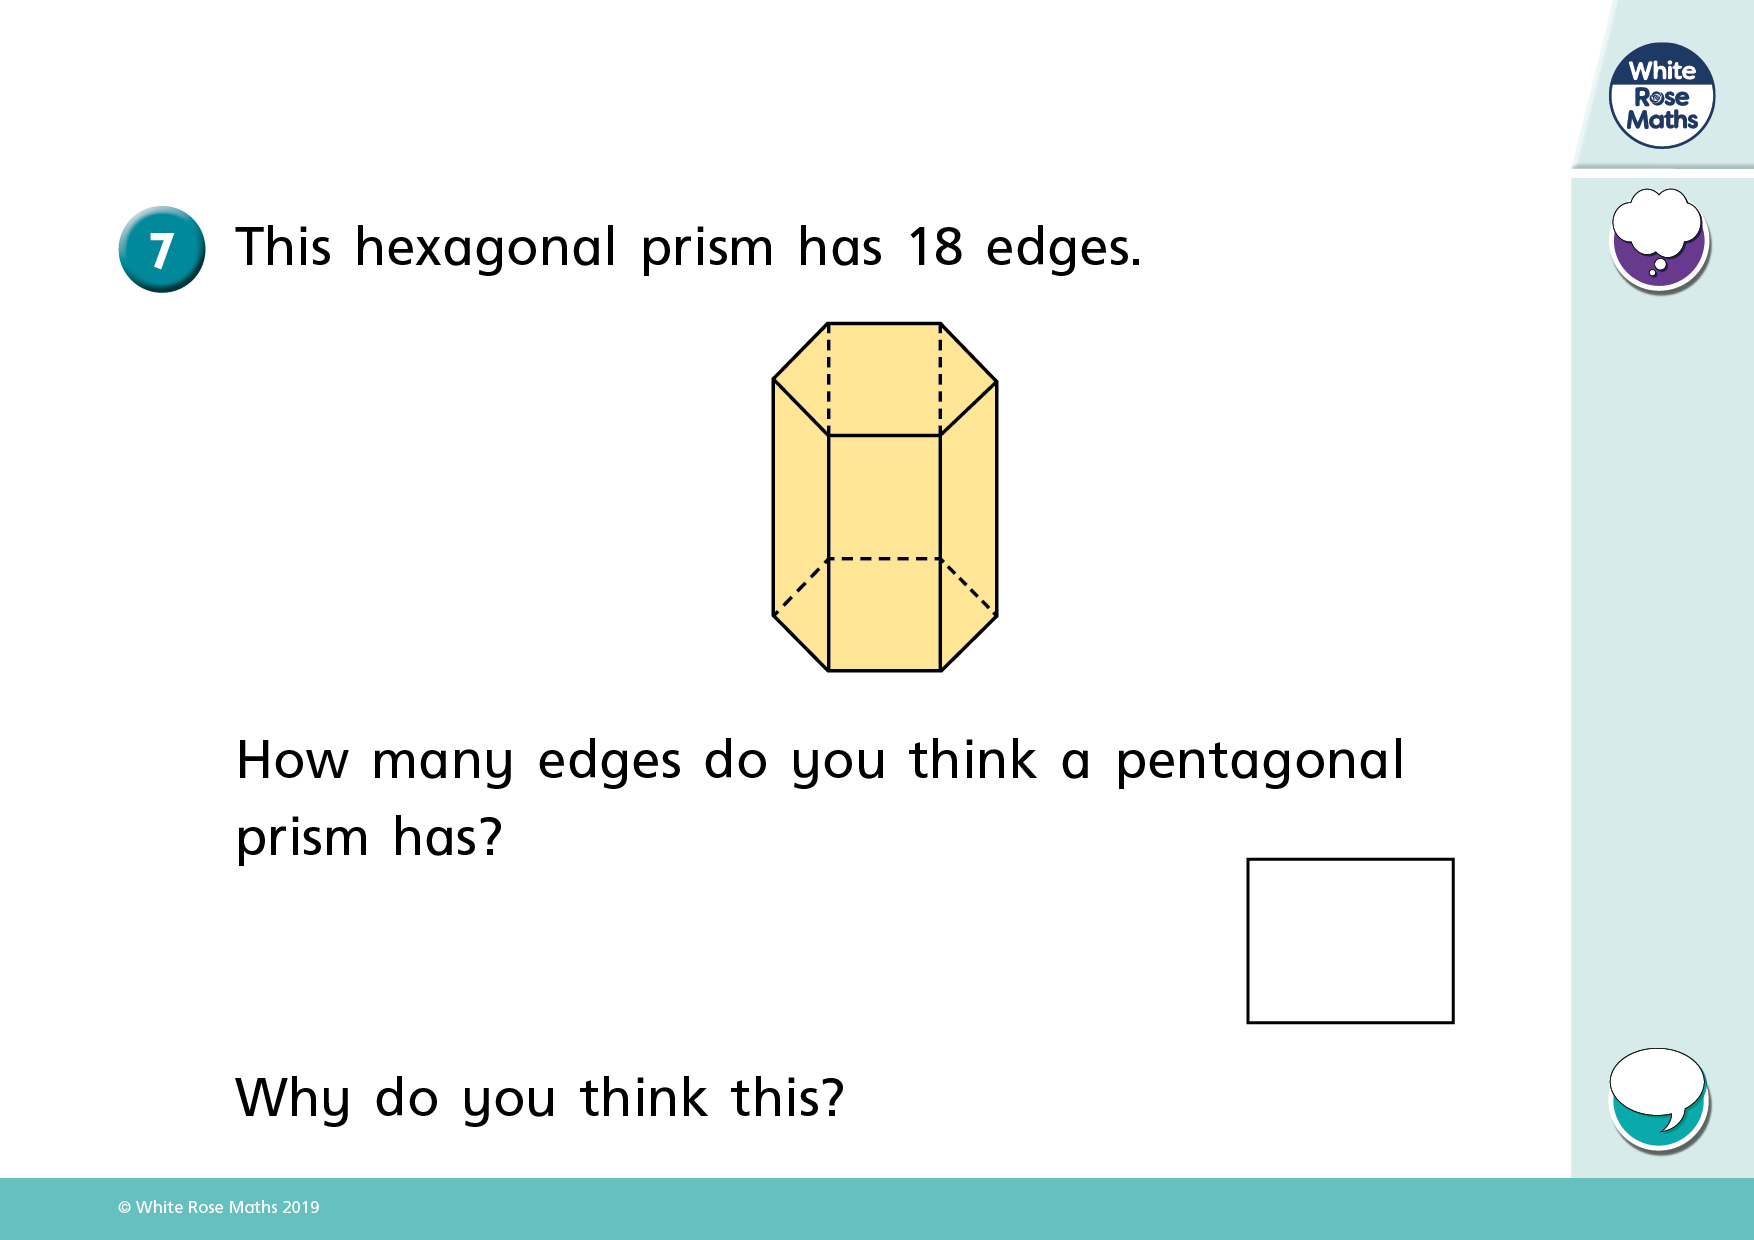 White
Rose
Maths
7 This hexagonal prism has 18 edges.
How many edges do you think a pentagonal
prism has?
Why do you think this?
© White Rose Maths 2019